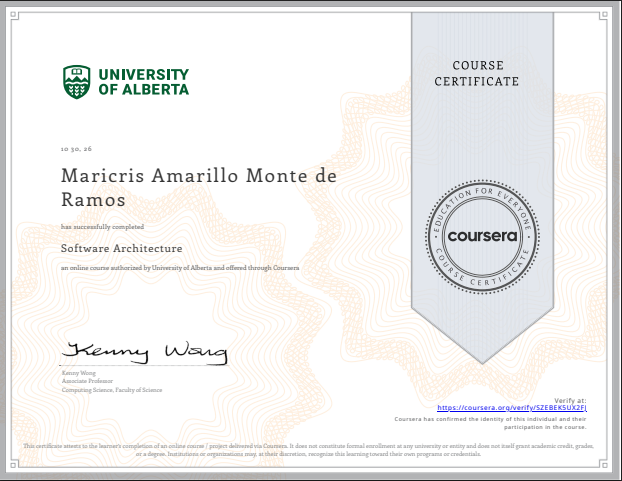 UNIVERSITY
OF ALBERTA
COURSE
CERTIFICATE
10 30, 26
Maricris Amarillo Monte de
Ramos
has successfully completed
Software Architecture
an online course authorized by University of Alberta and offered through Coursera
EDUCATION FOR EVERYONE
coursera
COURSE CERTIFICATE
Kenny Wong
Kenny Wong
Associate Professor
Computing Science, Faculty of Science
Verify at:
https://coursera.org/verify/5ZEBEK5UX2FJ
Coursera has confirmed the identity of this individual and their
participation in the course.
This certificate attests to the learner's completion of an online course / project delivered via Coursera. It does not constitute formal enrollment at any university or entity and does not itself grant academic credit, grades,
or a degree. Institutions or organizations may, at their discretion, recognize this learning toward their own programs or credentials.